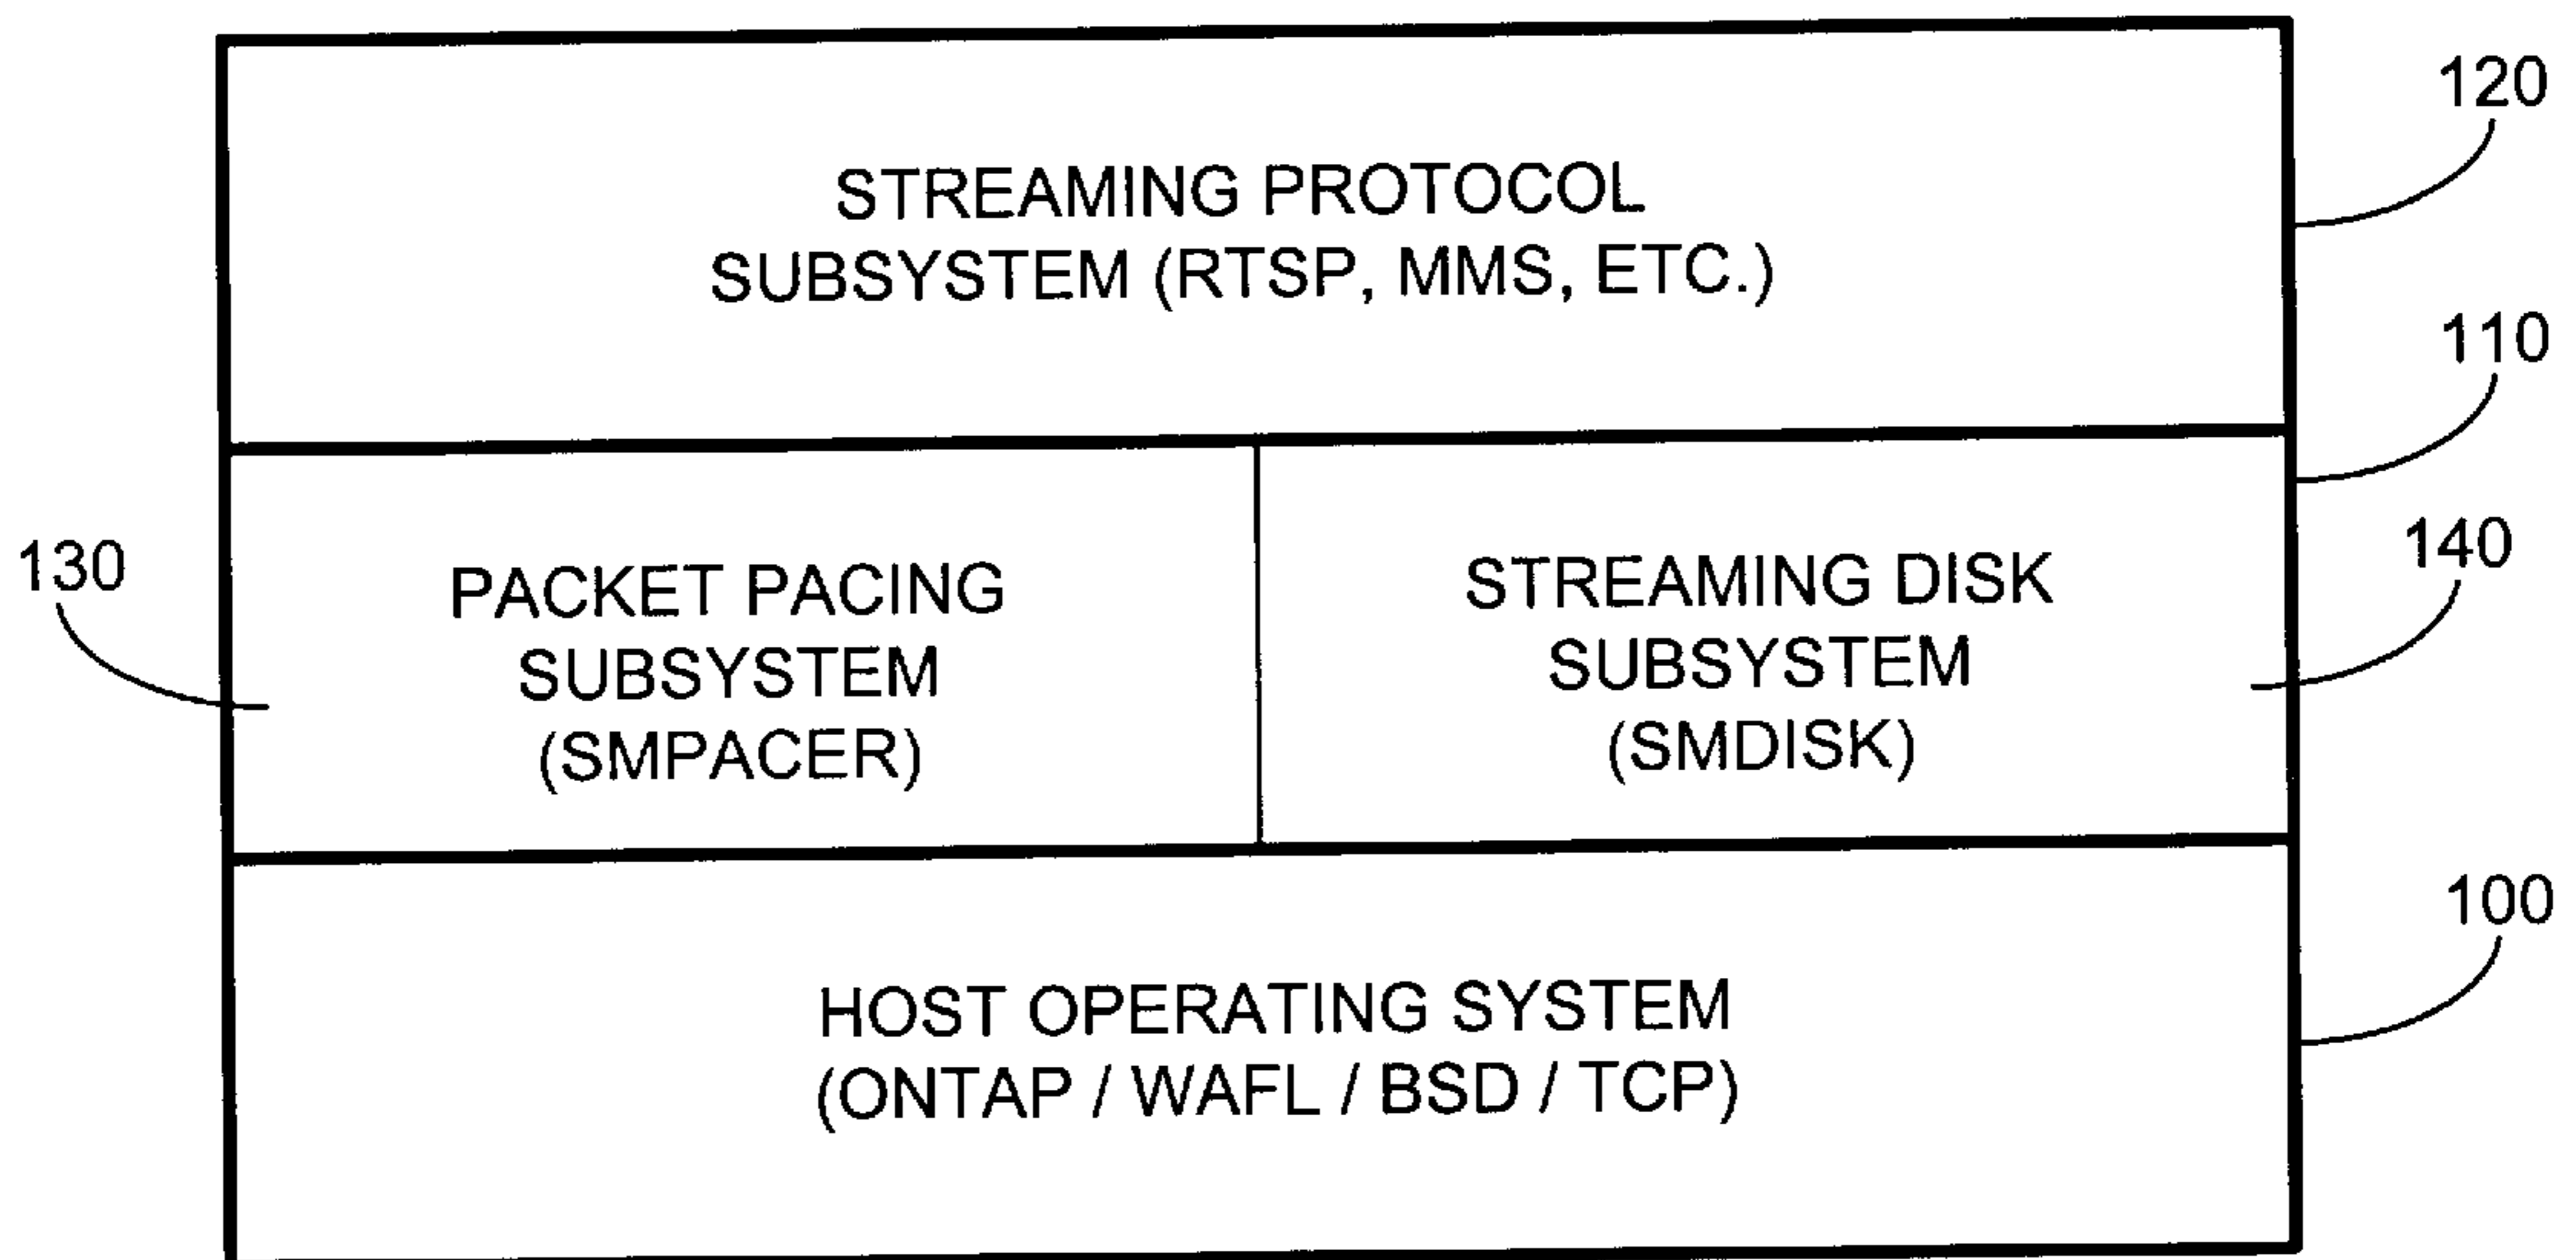 120
STREAMING PROTOCOL
SUBSYSTEM (RTSP, MMS, ETC.)
110
130
PACKET PACING
SUBSYSTEM
(SMPACER)
STREAMING DISK
SUBSYSTEM
(SMDISK)
140
100
HOST OPERATING SYSTEM
(ONTAP / WAFL / BSD / TCP)